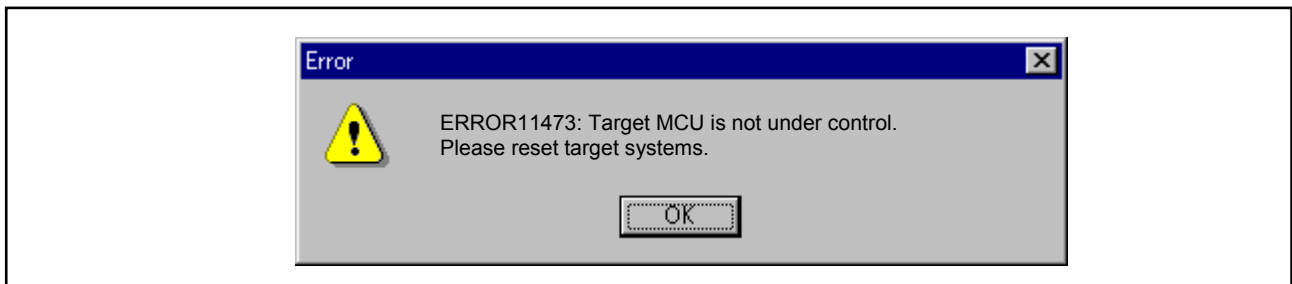 Error
ERROR11473: Target MCU is not under control.
Please reset target systems.
OK